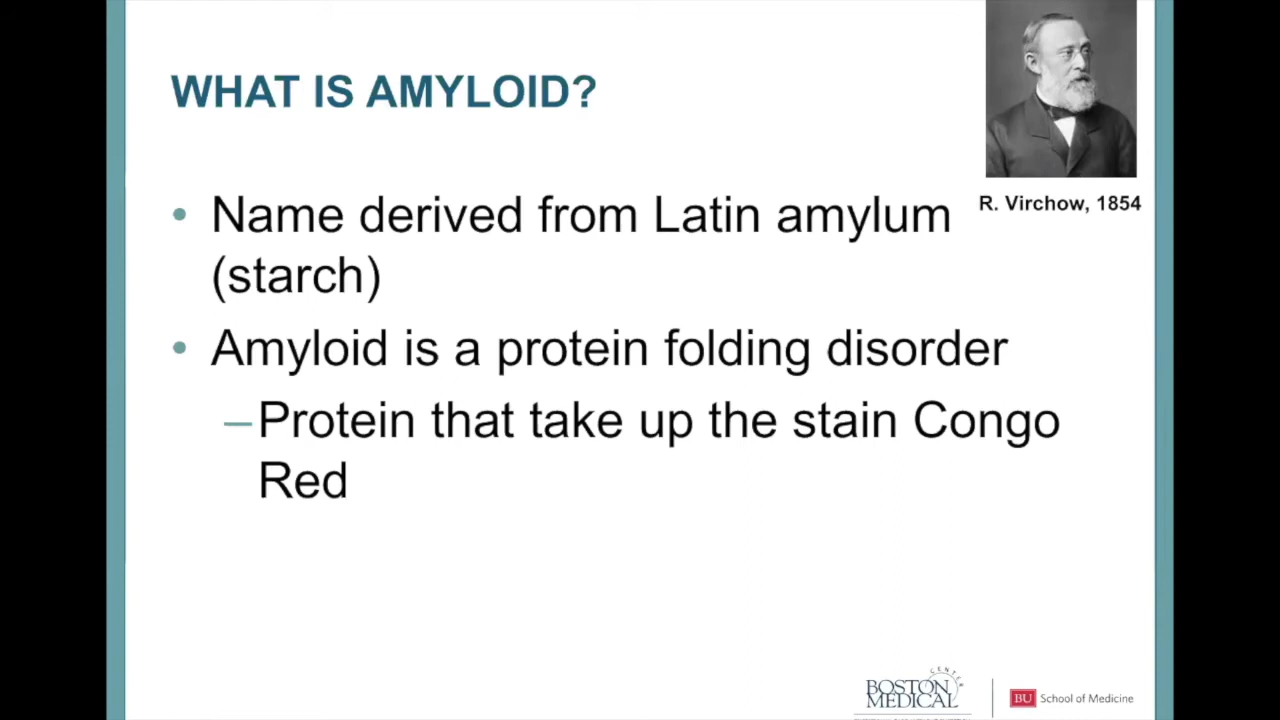 WHAT IS AMYLOID?
R. Virchow, 1854
• Name derived from Latin amylum
(starch)
• Amyloid is a protein folding disorder
–Protein that take up the stain Congo
Red
BOSTON
MEDICAL
CENTER
BU School of Medicine